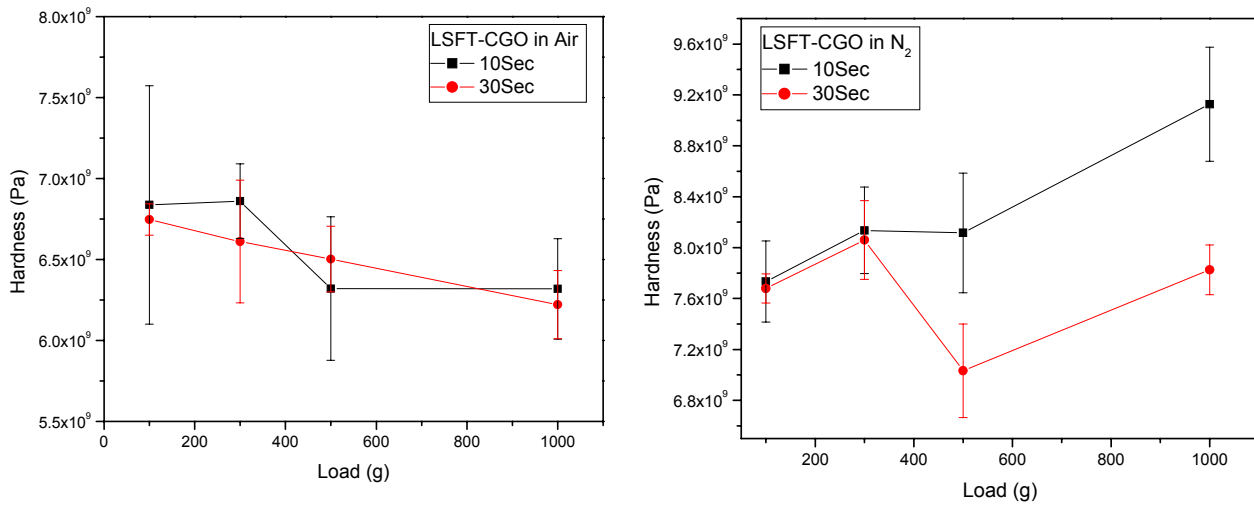 LSFT-CGO in Air
10Sec
30Sec
8.0x10⁹
7.5x10⁹
7.0x10⁹
6.5x10⁹
6.0x10⁹
5.5x10⁹
Hardness (Pa)
0 200 400 600 800 1000
Load (g)
LSFT-CGO in N₂
10Sec
30Sec
9.6x10⁹
9.2x10⁹
8.8x10⁹
8.4x10⁹
8.0x10⁹
7.6x10⁹
7.2x10⁹
6.8x10⁹
Hardness (Pa)
200 400 600 800 1000
Load (g)